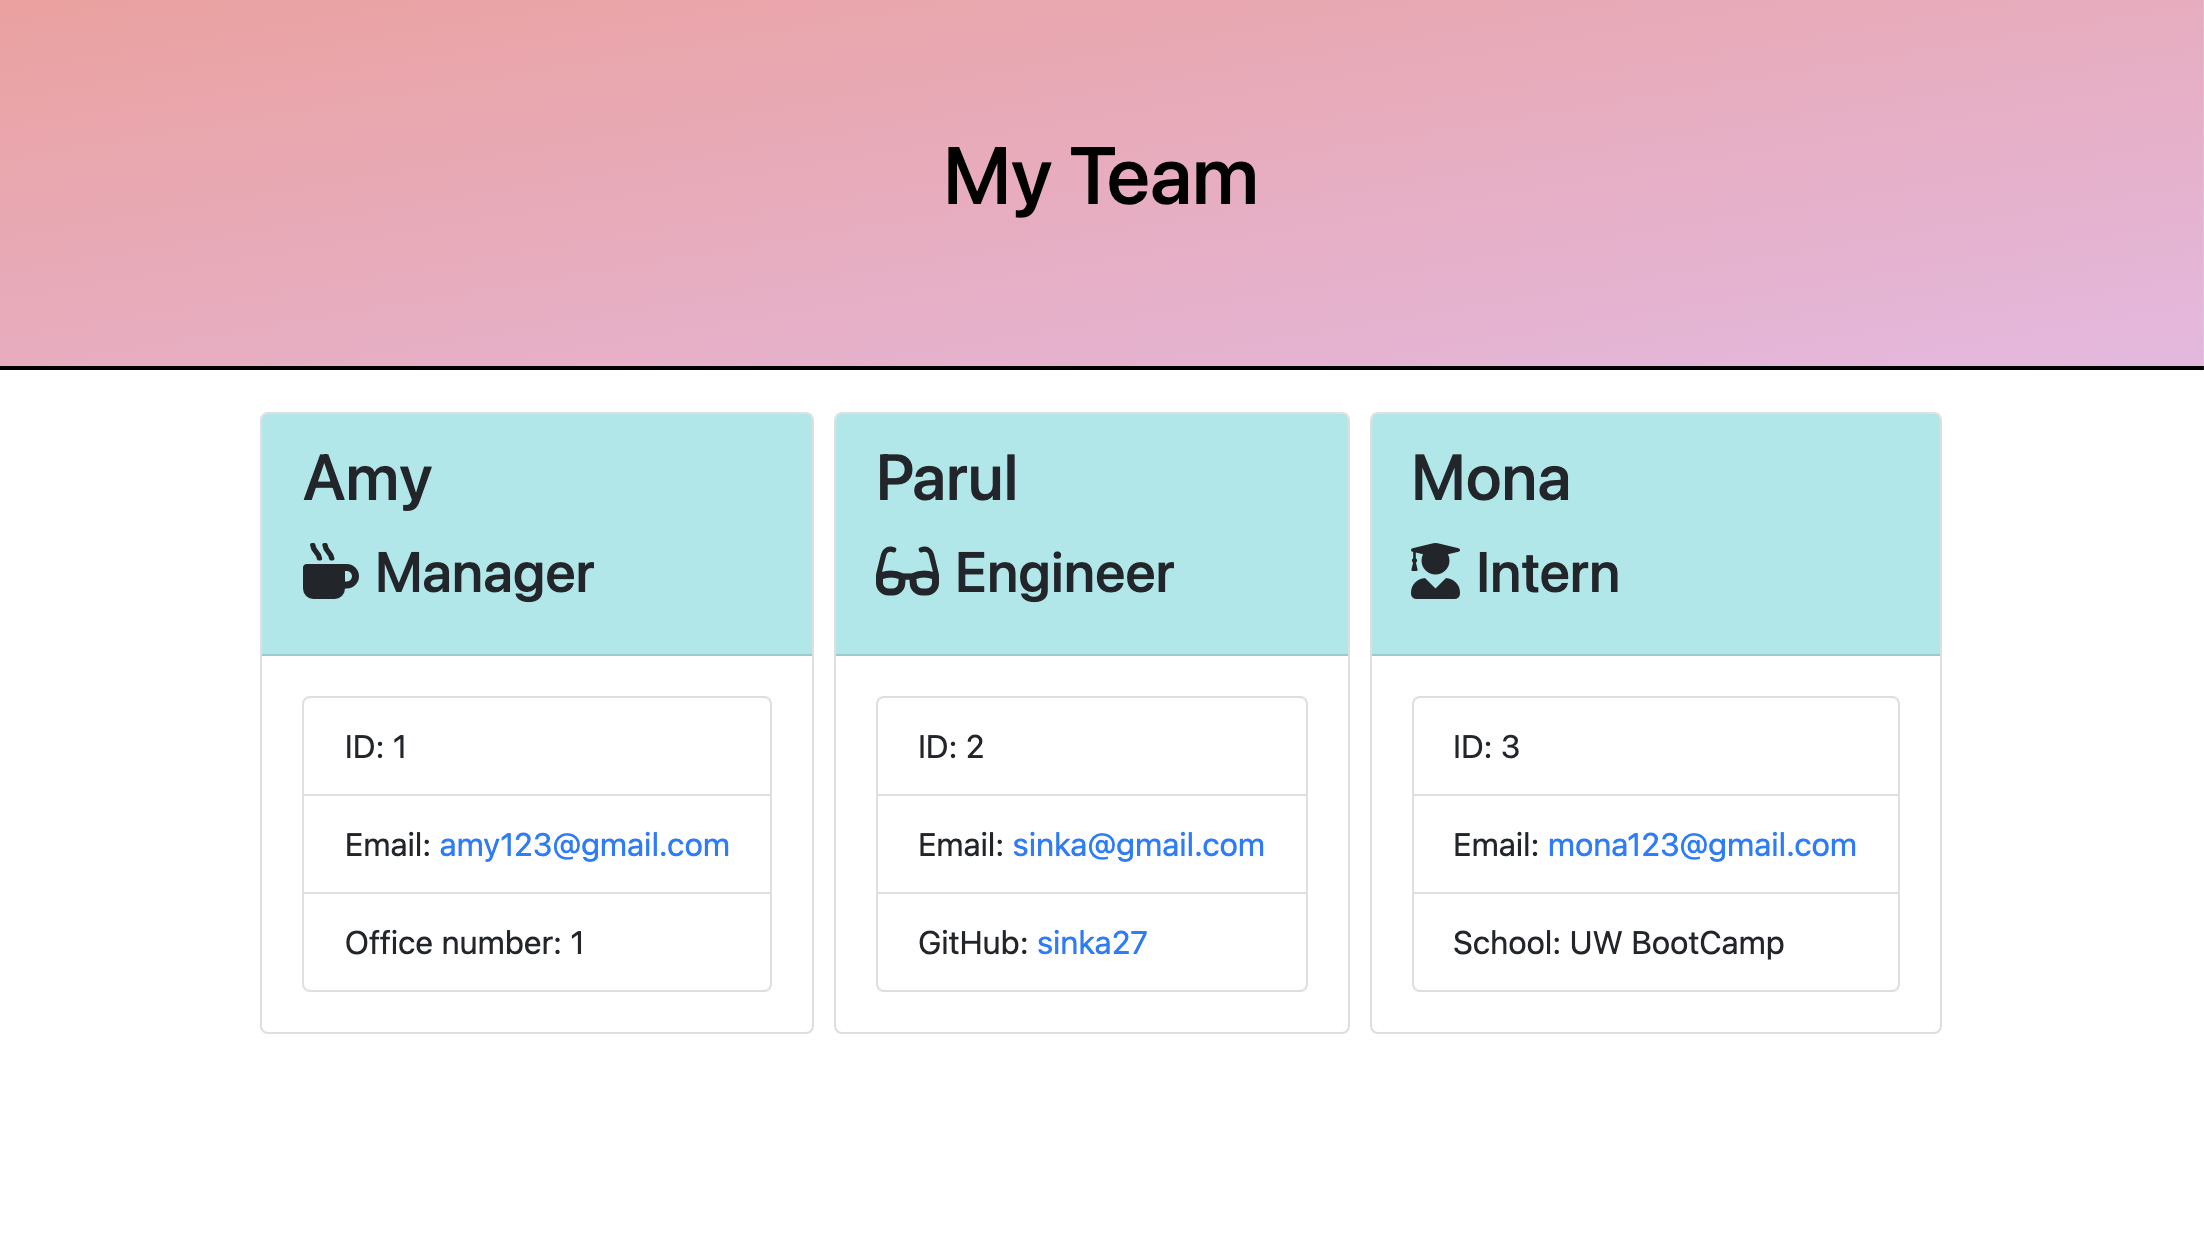 My Team
Amy
Manager
ID: 1
Email: amy123@gmail.com
Office number: 1
Parul
Engineer
ID: 2
Email: sinka@gmail.com
GitHub: sinka27
Mona
Intern
ID: 3
Email: mona123@gmail.com
School: UW BootCamp